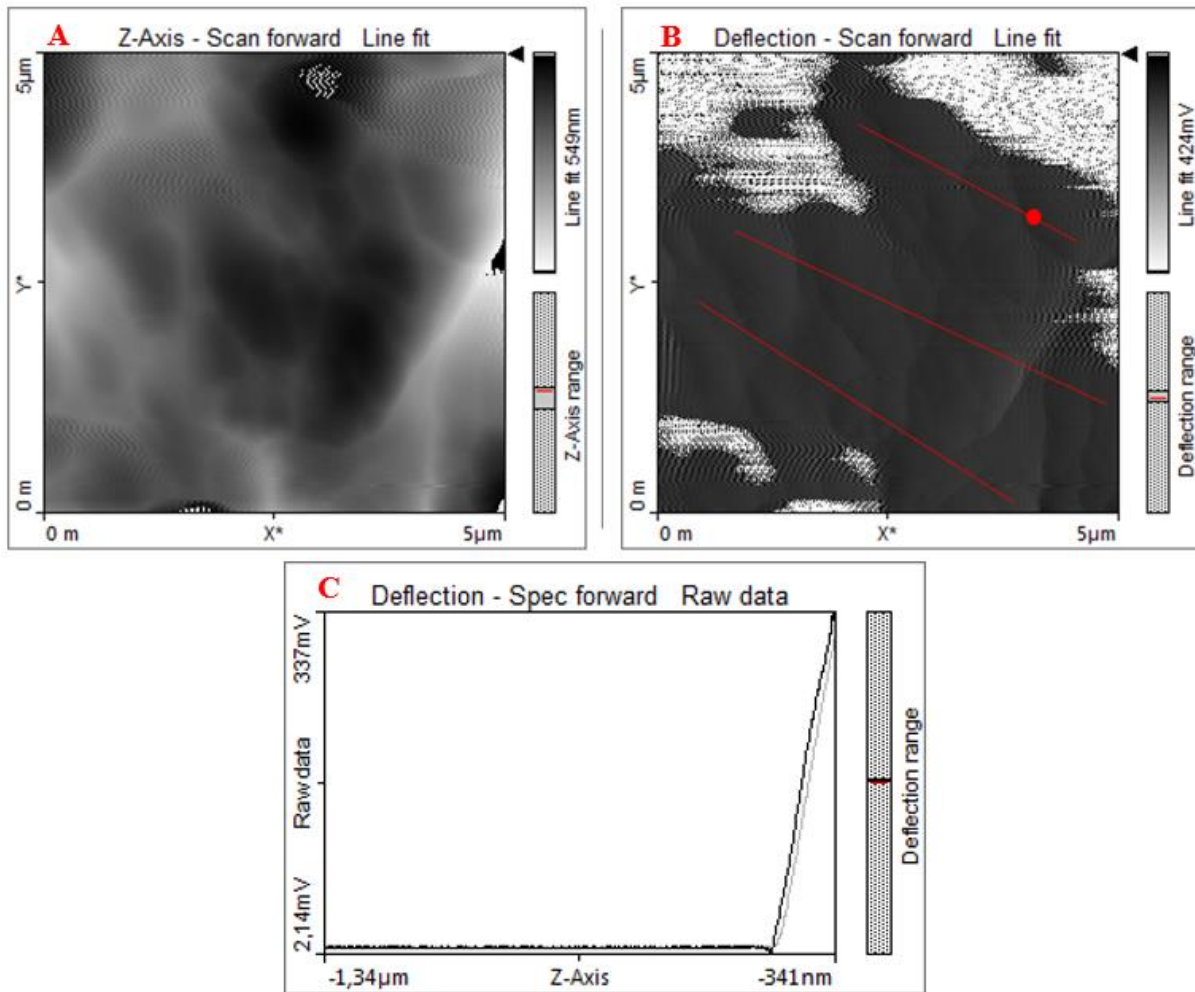 A
Z-Axis - Scan forward Line fit
5µm
Y*
0 m
0 m
X*
5µm
Line fit 549nm
Z-Axis range
B
Deflection - Scan forward Line fit
5µm
Y*
0 m
0 m
X*
5µm
Line fit 424mV
Deflection range
C
Deflection - Spec forward Raw data
337mV
Raw data
2,14mV
-1,34µm
Z-Axis
-341nm
Deflection range